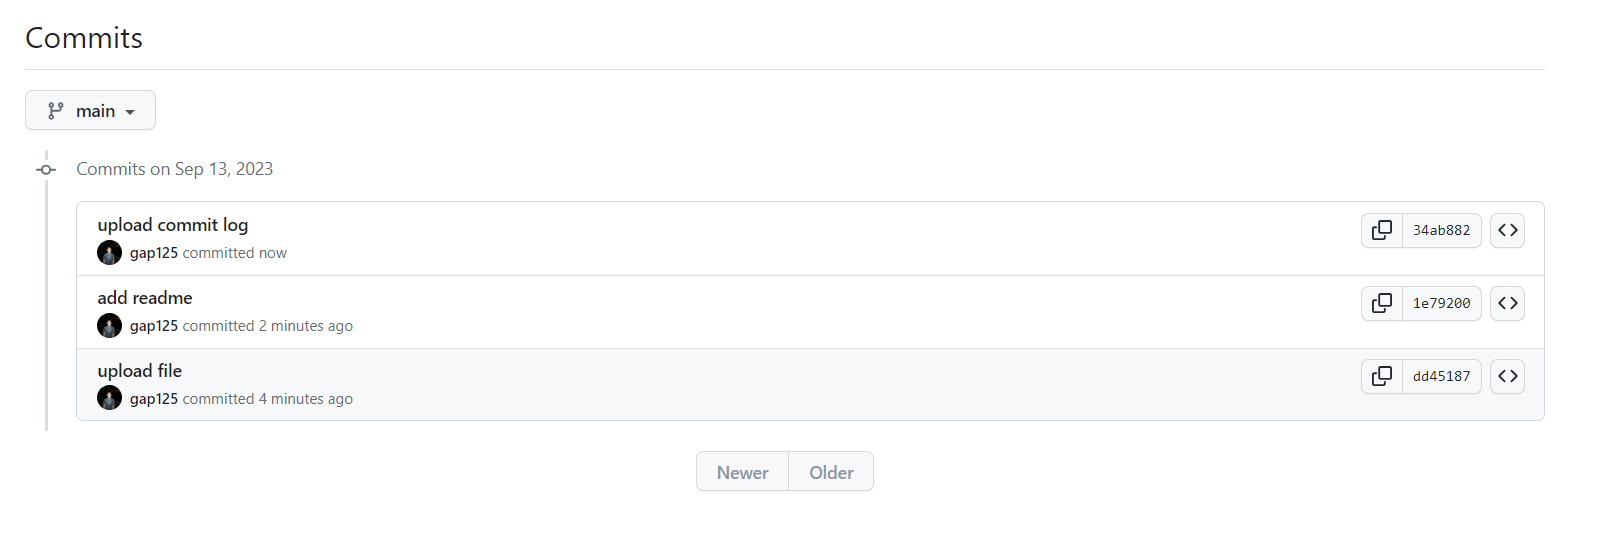 Commits
main
Commits on Sep 13, 2023
upload commit log
gap125 committed now
34ab882
add readme
gap125 committed 2 minutes ago
1e79200
upload file
gap125 committed 4 minutes ago
dd45187
Newer Older